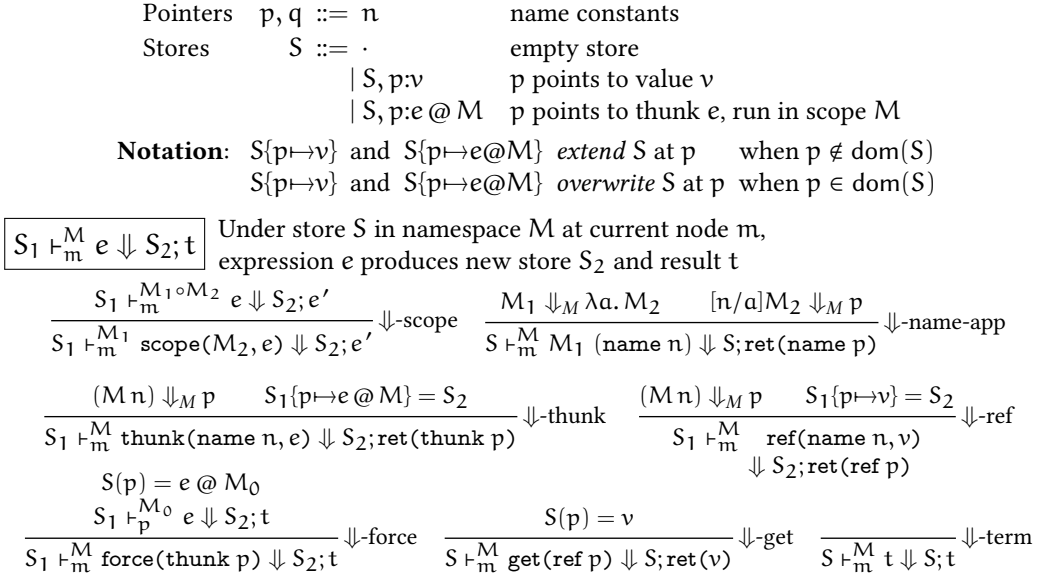 Pointers p, q ::= n name constants
Stores S ::= · empty store
| S, p:v p points to value v
| S, p:e @ M p points to thunk e, run in scope M
Notation: S{p↦v} and S{p↦e@M} extend S at p when p ∉ dom(S)
S{p↦v} and S{p↦e@M} overwrite S at p when p ∈ dom(S)
S₁ ⊢ᴹₘ e ⇓ S₂; t Under store S in namespace M at current node m,
expression e produces new store S₂ and result t
S₁ ⊢ₘ^{M₁∘M₂} e ⇓ S₂; e′
S₁ ⊢ₘ^{M₁} scope(M₂, e) ⇓ S₂; e′ ⇓-scope
M₁ ⇓_M λa. M₂ [n/a]M₂ ⇓_M p
S ⊢ₘ^M M₁ (name n) ⇓ S; ret(name p) ⇓-name-app
(M n) ⇓_M p S₁{p↦e @ M} = S₂
S₁ ⊢ₘ^M thunk(name n, e) ⇓ S₂; ret(thunk p) ⇓-thunk
(M n) ⇓_M p S₁{p↦v} = S₂
S₁ ⊢ₘ^M ref(name n, v)
⇓ S₂; ret(ref p) ⇓-ref
S(p) = e @ M₀
S₁ ⊢ₚ^{M₀} e ⇓ S₂; t
S₁ ⊢ₘ^M force(thunk p) ⇓ S₂; t ⇓-force
S(p) = v
S ⊢ₘ^M get(ref p) ⇓ S; ret(v) ⇓-get
S ⊢ₘ^M t ⇓ S; t ⇓-term